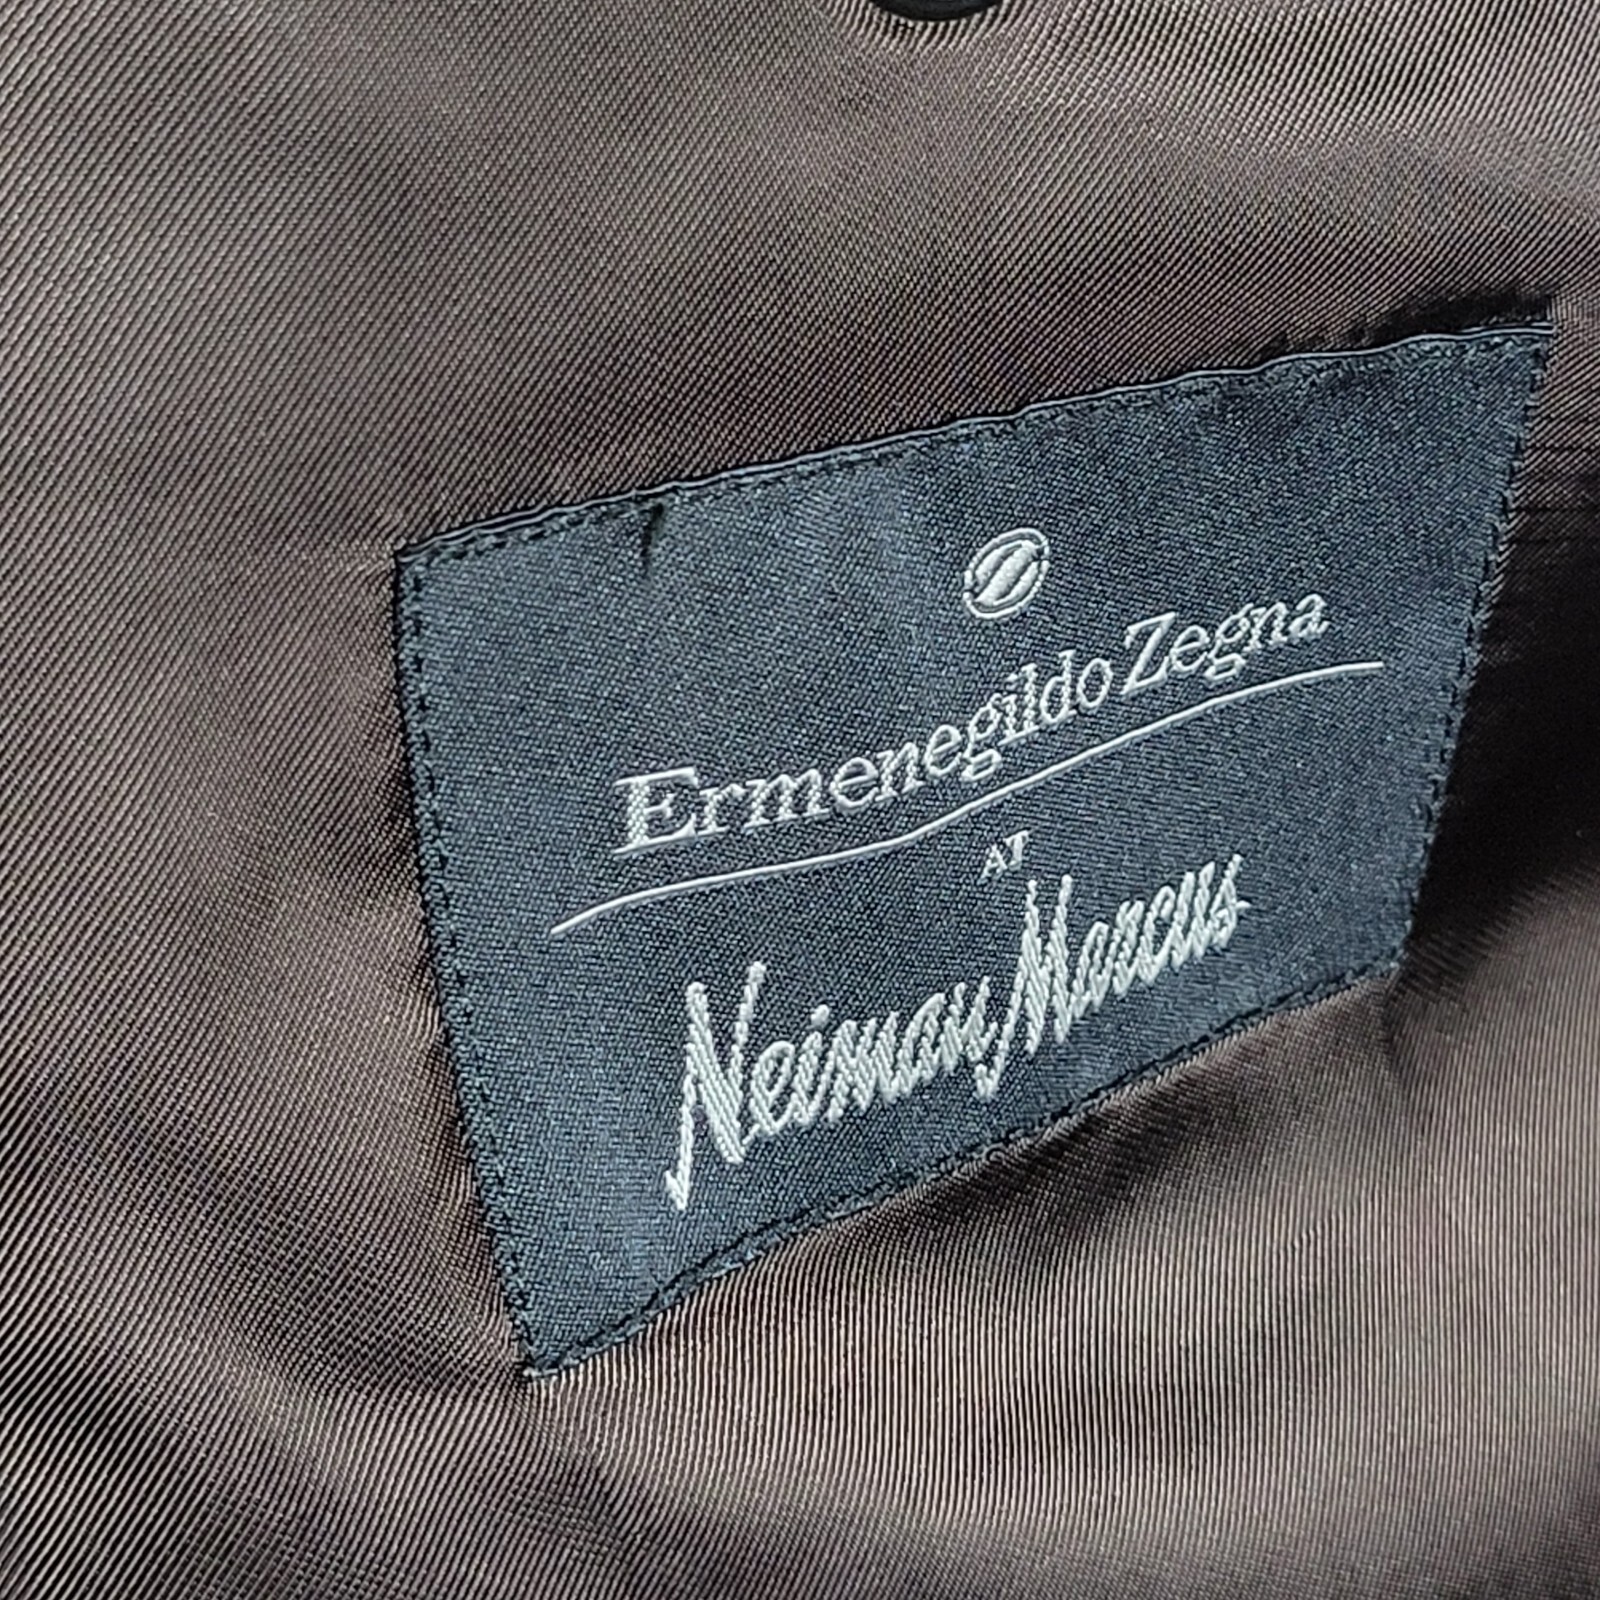 Ermenegildo Zegna
AT
Neiman Marcus